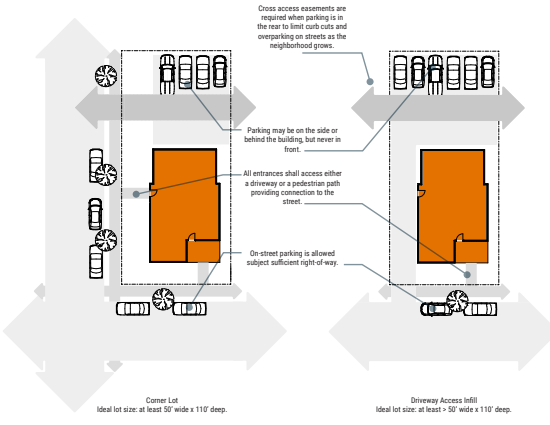 Cross access easements are
required when parking is in
the rear to limit curb cuts and
overparking on streets as the
neighborhood grows.
Parking may be on the side or
behind the building, but never in
front.
All entrances shall access either
a driveway or a pedestrian path
providing connection to the
street.
On-street parking is allowed
subject sufficient right-of-way.
Corner Lot
Ideal lot size: at least 50' wide x 110' deep.
Driveway Access Infill
Ideal lot size: at least > 50' wide x 110' deep.